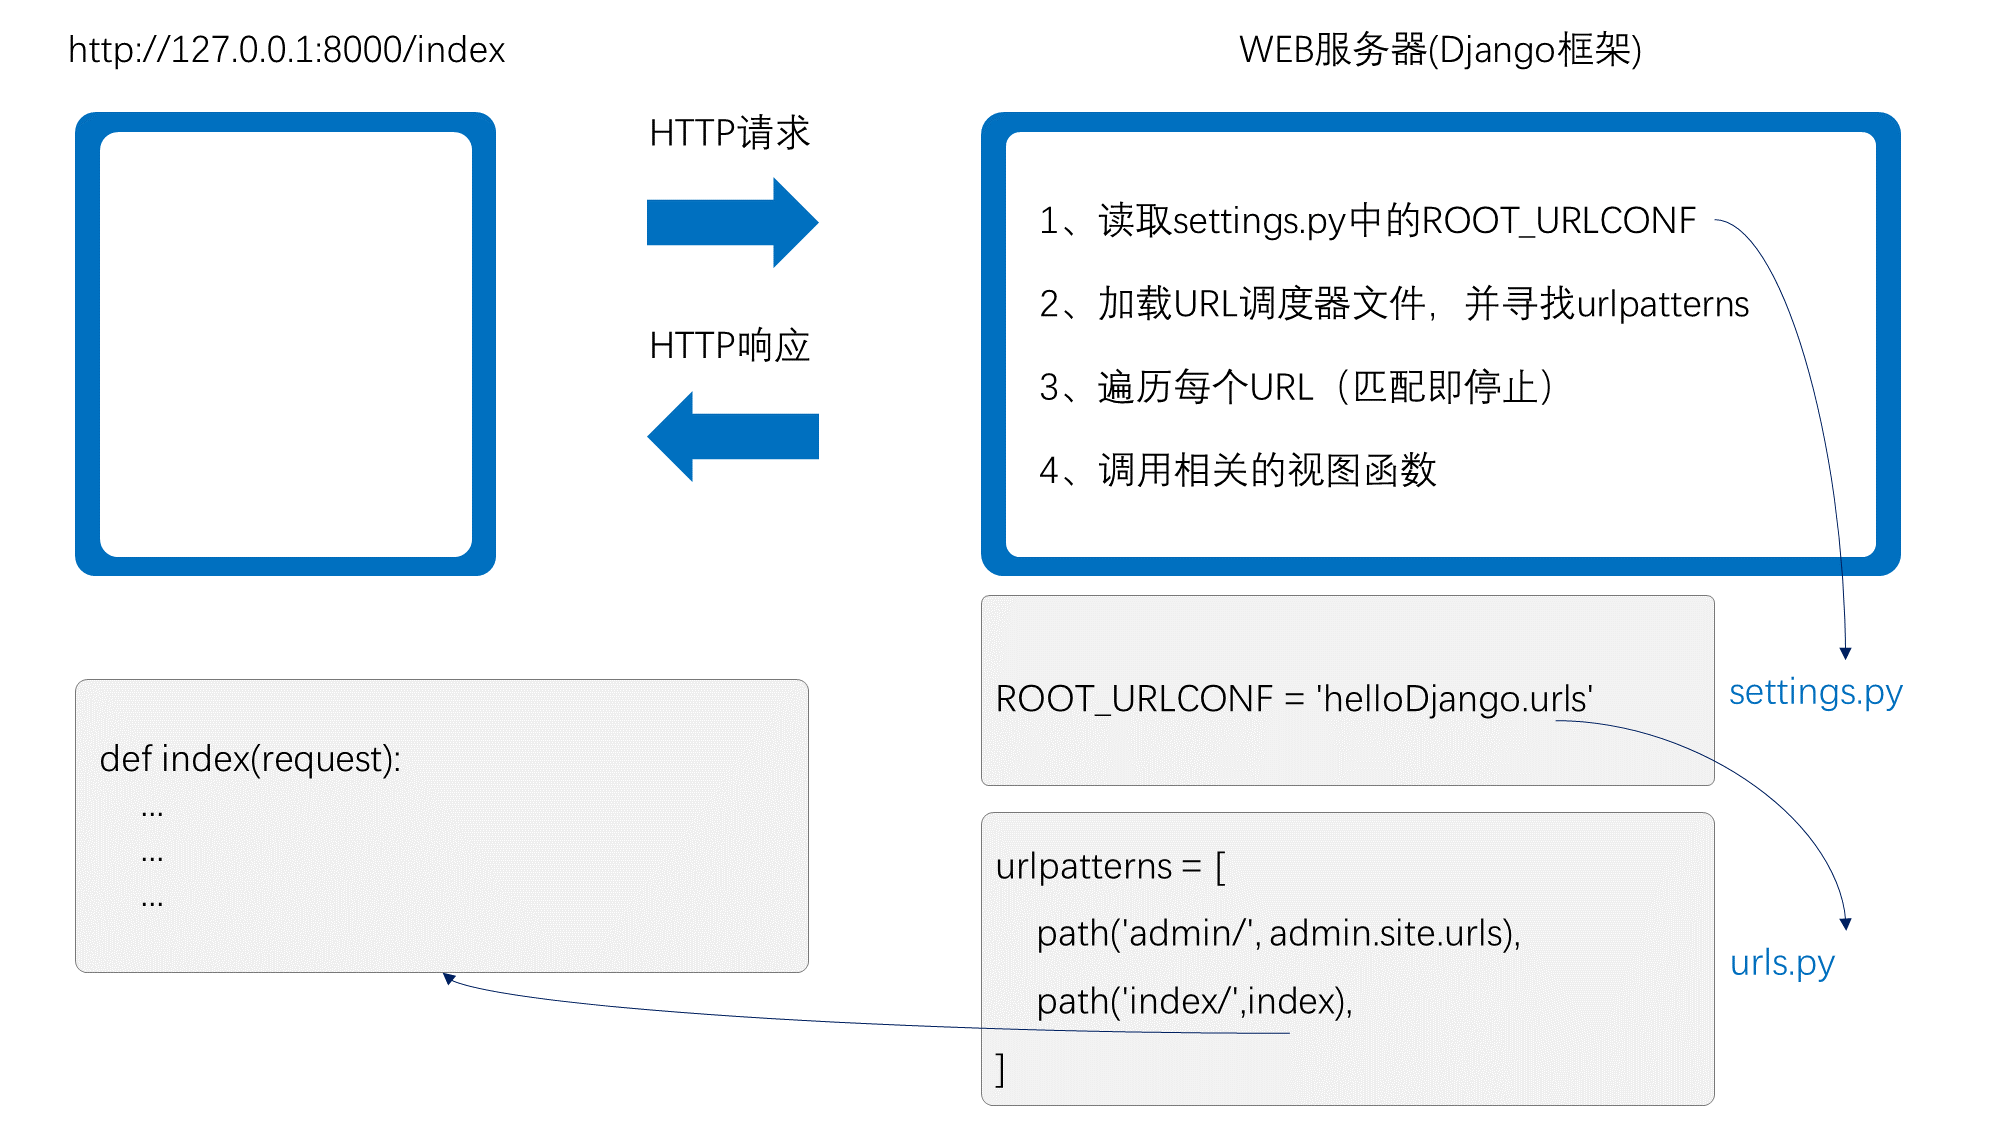 http://127.0.0.1:8000/index
WEB服务器(Django框架)
HTTP请求
HTTP响应
1、读取settings.py中的ROOT_URLCONF
2、加载URL调度器文件，并寻找urlpatterns
3、遍历每个URL（匹配即停止）
4、调用相关的视图函数
ROOT_URLCONF = 'helloDjango.urls'
settings.py
def index(request):
...
...
...
urlpatterns = [
path('admin/', admin.site.urls),
path('index/',index),
]
urls.py